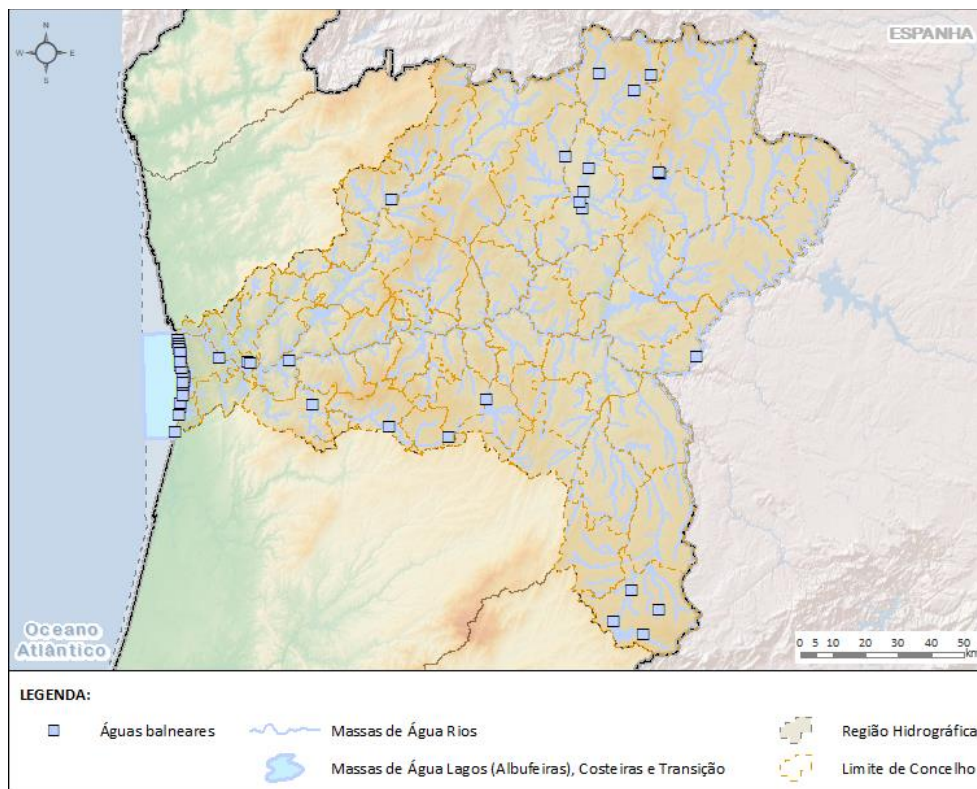 N
W E
S
ESPANHA
Oceano
Atlântico
0 5 10 20 30 40 50
km
LEGENDA:
Águas balneares
Massas de Água Rios
Região Hidrográfica
Massas de Água Lagos (Albufeiras), Costeiras e Transição
Limite de Concelho